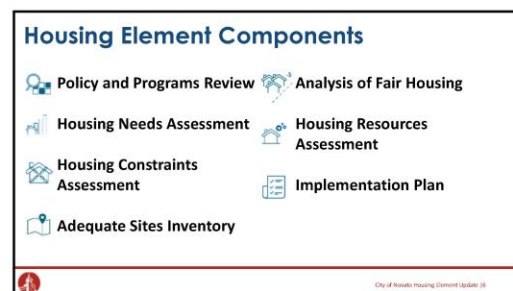 Housing Element Components
Policy and Programs Review
Housing Needs Assessment
Housing Constraints
Assessment
Adequate Sites Inventory
Analysis of Fair Housing
Housing Resources
Assessment
Implementation Plan
City of Novato Housing Element Update |6